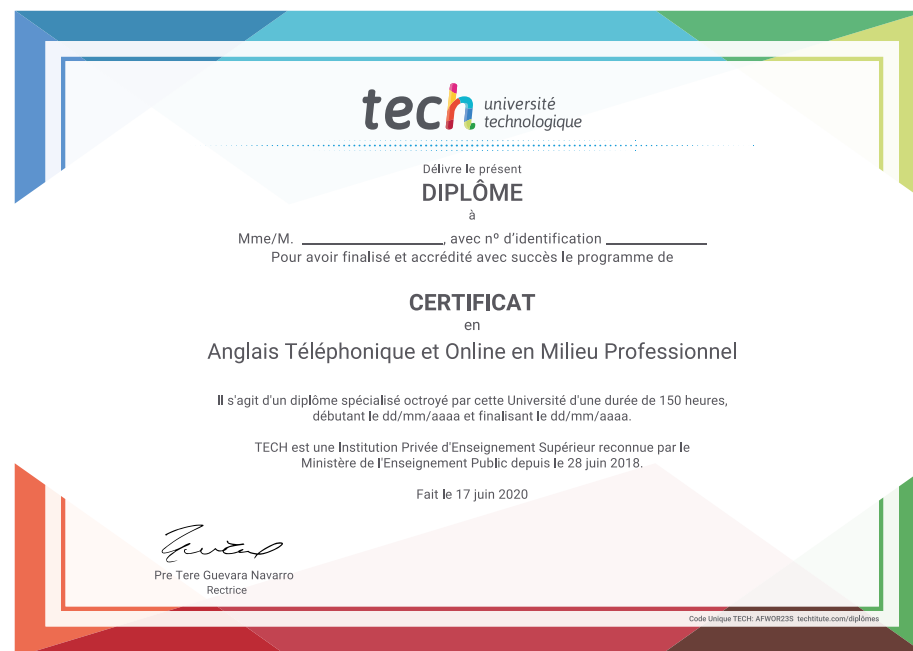 tech université
technologique
Délivre le présent
DIPLÔME
à
Mme/M. ____________________, avec nº d'identification ______________
Pour avoir finalisé et accrédité avec succès le programme de
CERTIFICAT
en
Anglais Téléphonique et Online en Milieu Professionnel
Il s'agit d'un diplôme spécialisé octroyé par cette Université d'une durée de 150 heures,
débutant le dd/mm/aaaa et finalisant le dd/mm/aaaa.
TECH est une Institution Privée d'Enseignement Supérieur reconnue par le
Ministère de l'Enseignement Public depuis le 28 juin 2018.
Fait le 17 juin 2020
Pre Tere Guevara Navarro
Rectrice
Code Unique TECH: AFWOR23S techtitute.com/diplômes